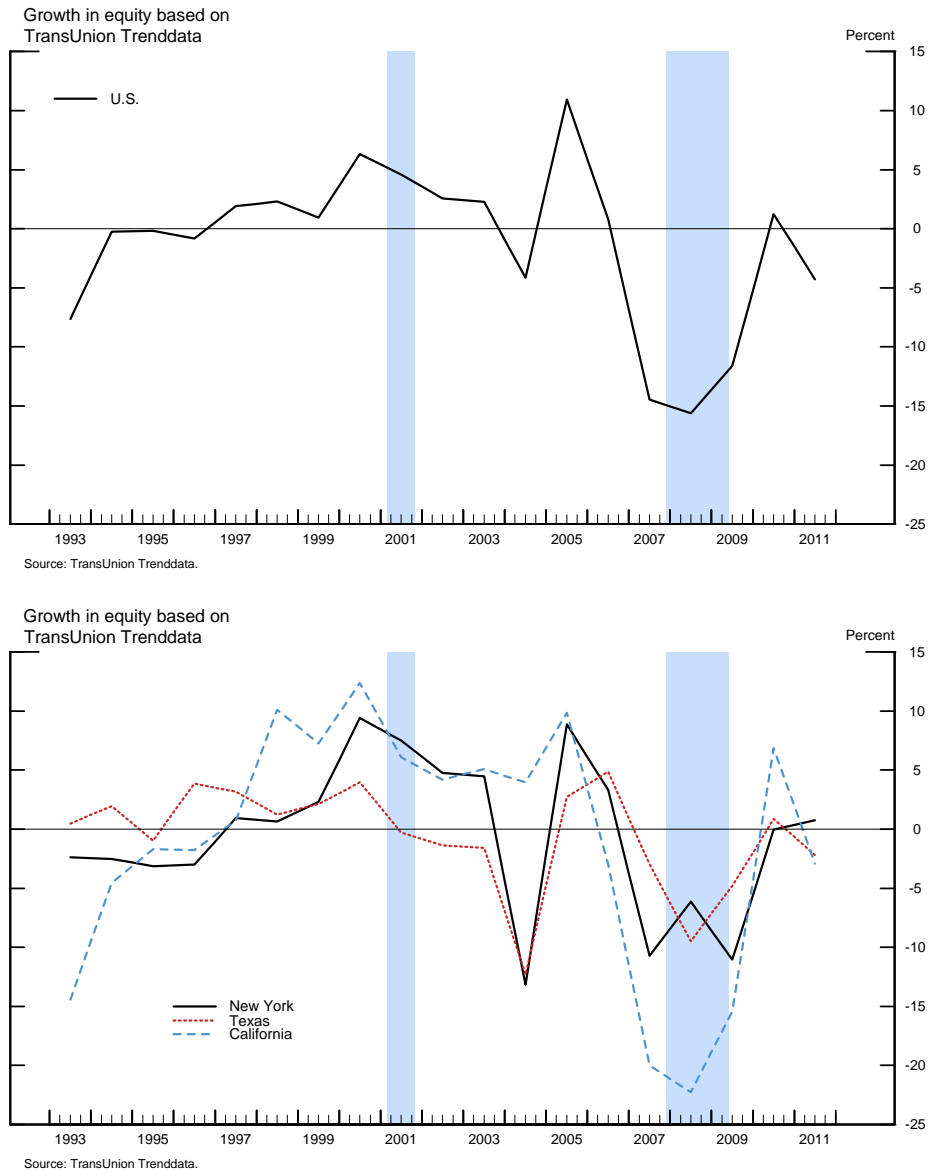 Growth in equity based on
TransUnion Trenddata
Percent
15
U.S.
10
5
0
-5
-10
-15
-20
-25
1993 1995 1997 1999 2001 2003 2005 2007 2009 2011
Source: TransUnion Trenddata.
Growth in equity based on
TransUnion Trenddata
Percent
15
10
5
0
-5
-10
-15
-20
-25
New York
Texas
California
1993 1995 1997 1999 2001 2003 2005 2007 2009 2011
Source: TransUnion Trenddata.